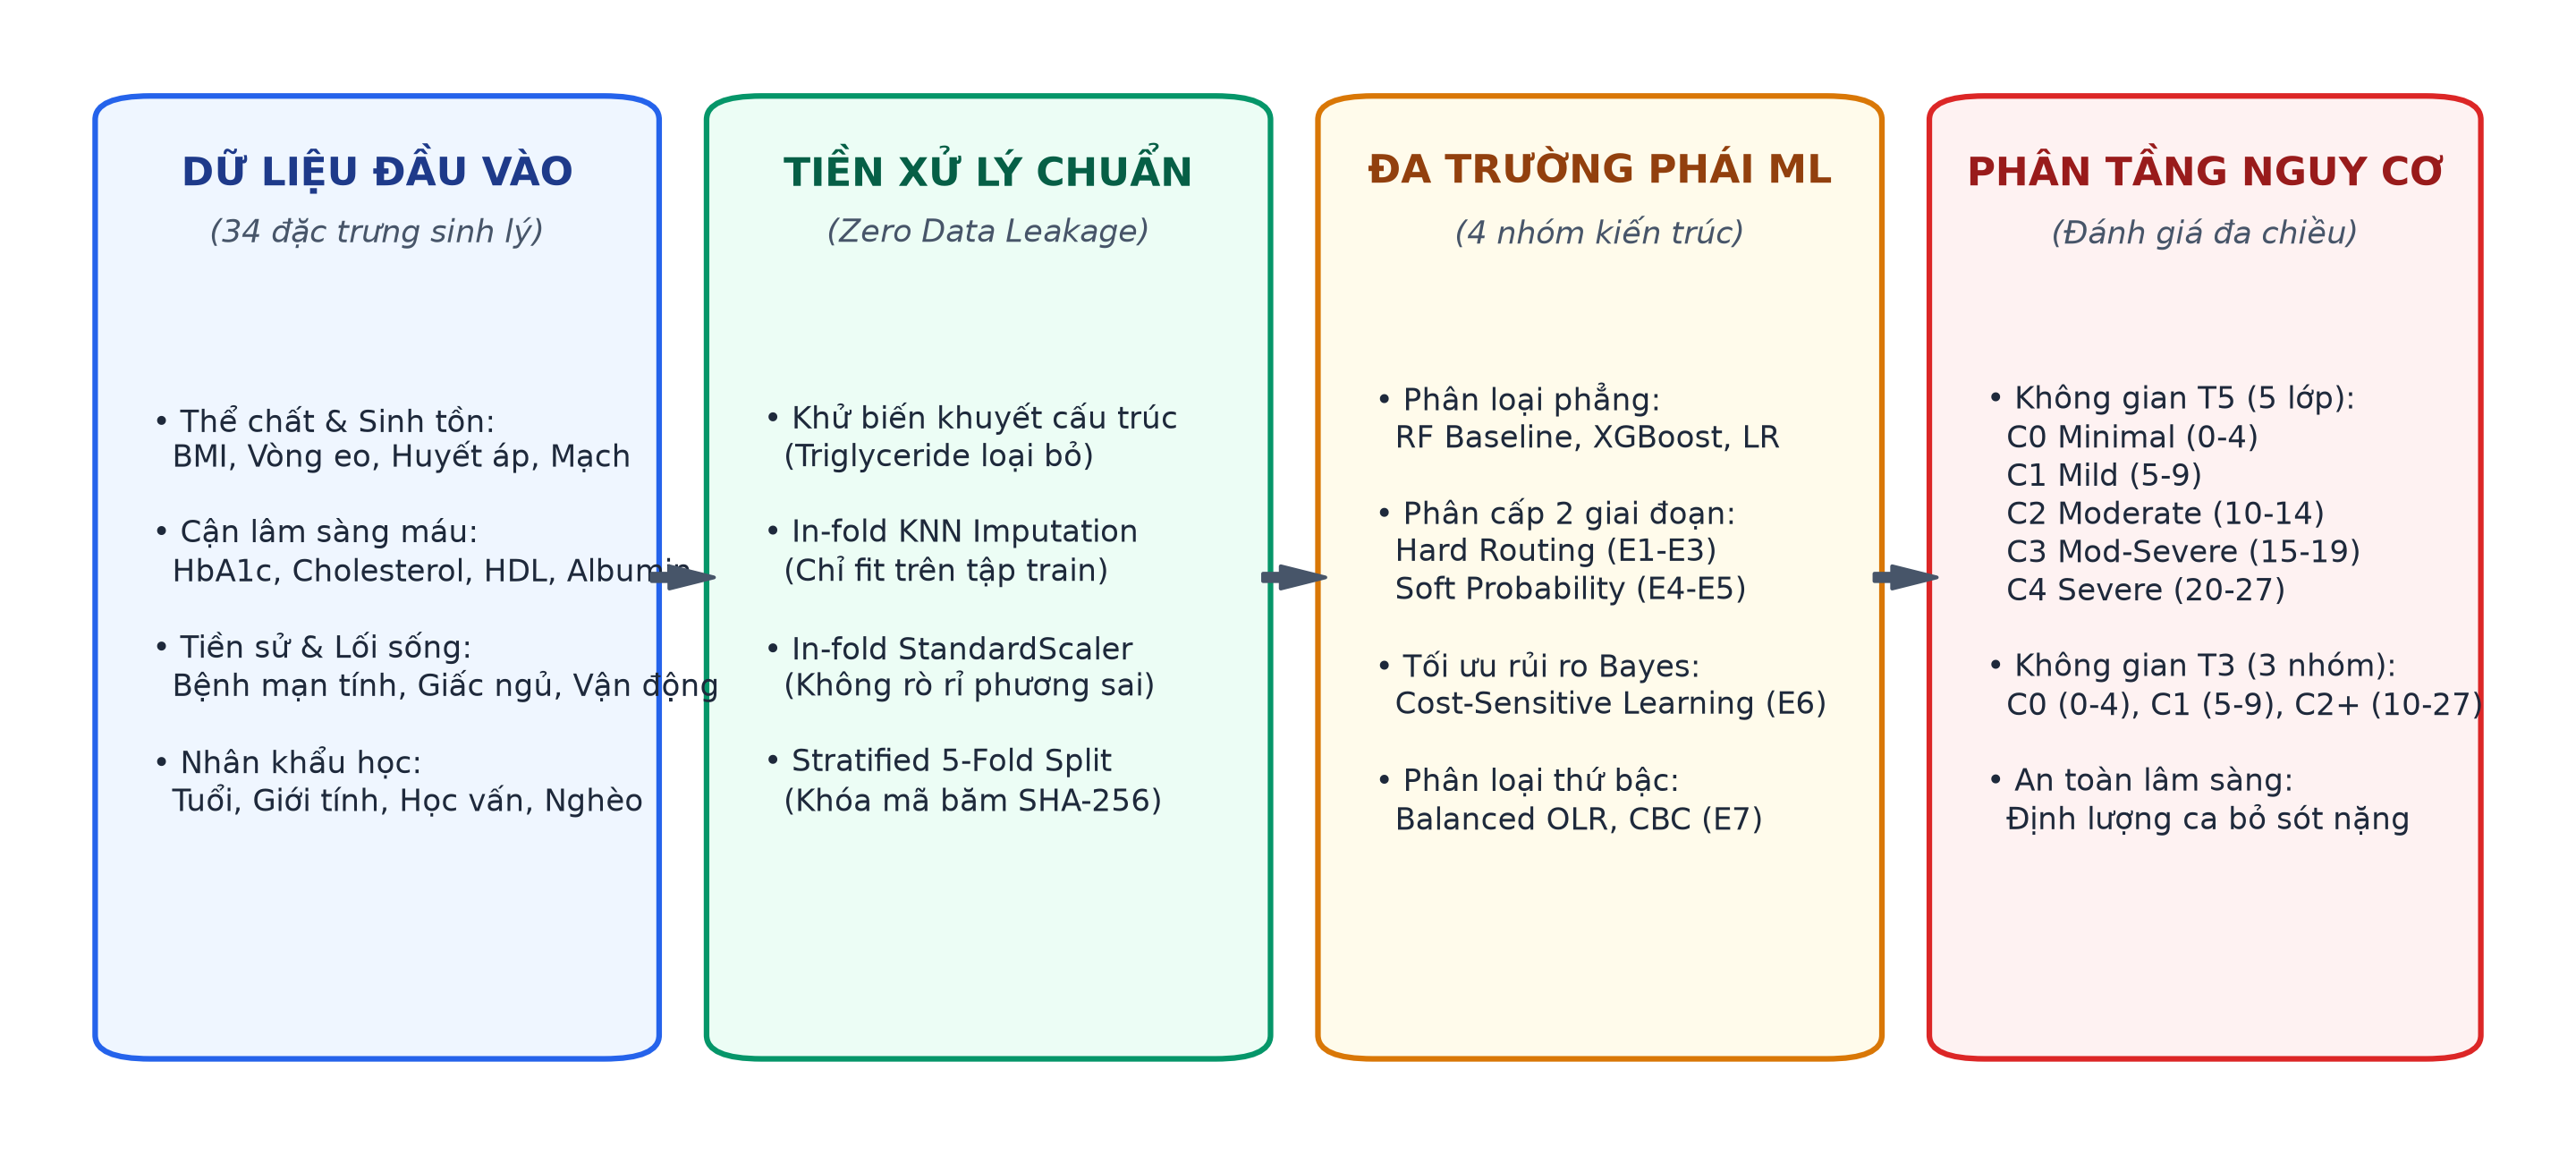 DỮ LIỆU ĐẦU VÀO
(34 đặc trưng sinh lý)
• Thể chất & Sinh tồn:
BMI, Vòng eo, Huyết áp, Mạch
• Cận lâm sàng máu:
HbA1c, Cholesterol, HDL, Albumin
• Tiền sử & Lối sống:
Bệnh mạn tính, Giấc ngủ, Vận động
• Nhân khẩu học:
Tuổi, Giới tính, Học vấn, Nghèo
TIỀN XỬ LÝ CHUẨN
(Zero Data Leakage)
• Khử biến khuyết cấu trúc
(Triglyceride loại bỏ)
• In-fold KNN Imputation
(Chỉ fit trên tập train)
• In-fold StandardScaler
(Không rò rỉ phương sai)
• Stratified 5-Fold Split
(Khóa mã băm SHA-256)
ĐA TRƯỜNG PHÁI ML
(4 nhóm kiến trúc)
• Phân loại phẳng:
RF Baseline, XGBoost, LR
• Phân cấp 2 giai đoạn:
Hard Routing (E1-E3)
Soft Probability (E4-E5)
• Tối ưu rủi ro Bayes:
Cost-Sensitive Learning (E6)
• Phân loại thứ bậc:
Balanced OLR, CBC (E7)
PHÂN TẦNG NGUY CƠ
(Đánh giá đa chiều)
• Không gian T5 (5 lớp):
C0 Minimal (0-4)
C1 Mild (5-9)
C2 Moderate (10-14)
C3 Mod-Severe (15-19)
C4 Severe (20-27)
• Không gian T3 (3 nhóm):
C0 (0-4), C1 (5-9), C2+ (10-27)
• An toàn lâm sàng:
Định lượng ca bỏ sót nặng